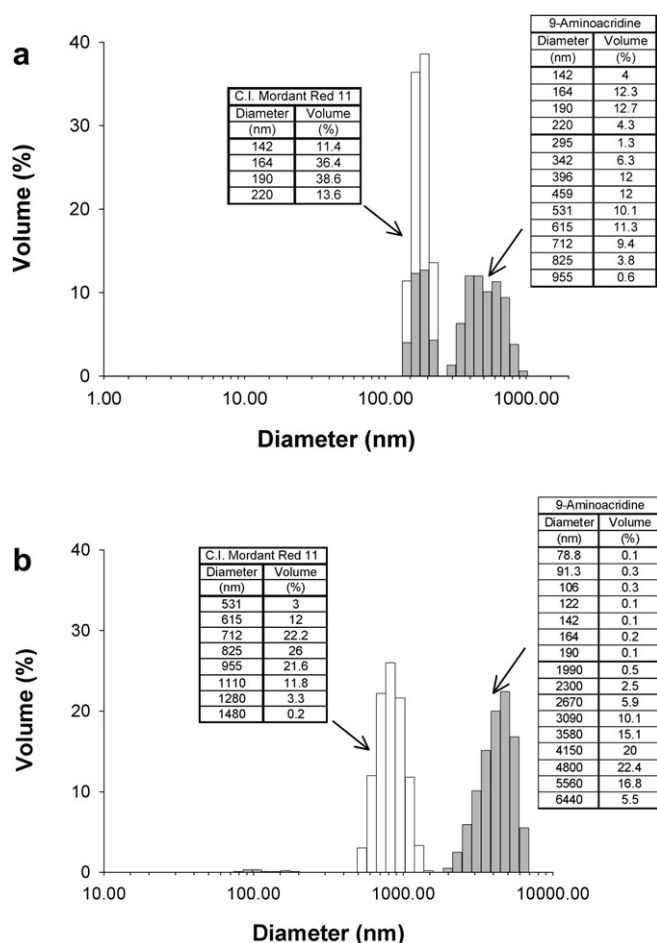 a
Volume (%)
40
30
20
10
0
C.I. Mordant Red 11
Diameter Volume
(nm) (%)
142 11.4
164 36.4
190 38.6
220 13.6
9-Aminoacridine
Diameter Volume
(nm) (%)
142 4
164 12.3
190 12.7
220 4.3
295 1.3
342 6.3
396 12
459 12
531 10.1
615 11.3
712 9.4
825 3.8
955 0.6
1.00 10.00 100.00 1000.00
Diameter (nm)
b
Volume (%)
40
30
20
10
0
C.I. Mordant Red 11
Diameter Volume
(nm) (%)
531 3
615 12
712 22.2
825 26
955 21.6
1110 11.8
1280 3.3
1480 0.2
9-Aminoacridine
Diameter Volume
(nm) (%)
78.8 0.1
91.3 0.3
106 0.3
122 0.1
142 0.1
164 0.2
190 0.1
1990 0.5
2300 2.5
2670 5.9
3090 10.1
3580 15.1
4150 20
4800 22.4
5560 16.8
6440 5.5
10.00 100.00 1000.00 10000.00
Diameter (nm)